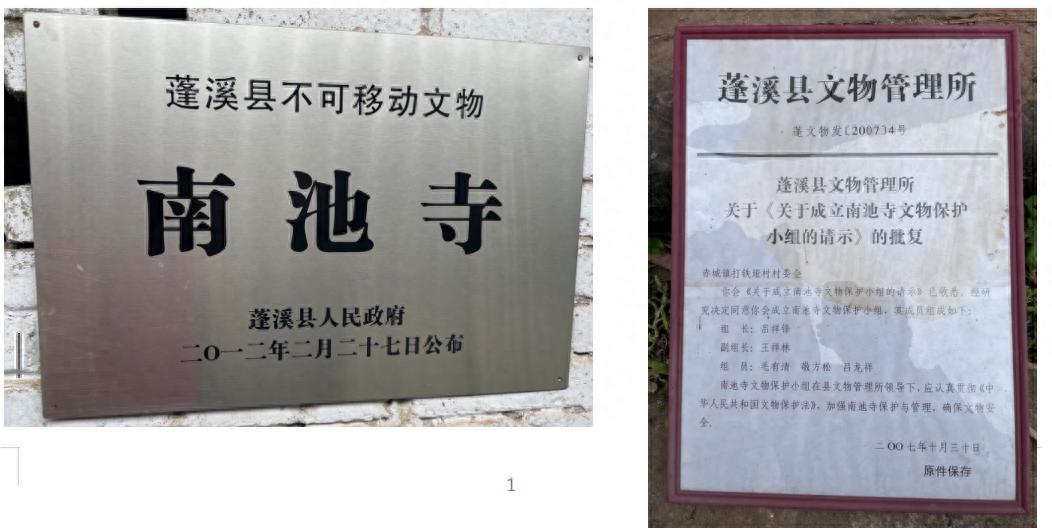 蓬溪县不可移动文物
南池寺
蓬溪县人民政府
二〇一二年二月二十七日公布
1
蓬溪县文物管理所
蓬文物发〔2007〕4号
蓬溪县文物管理所
关于《关于成立南池寺文物保护
小组的请示》的批复
赤城镇打铁垭村村委会
你会《关于成立南池寺文物保护小组的请示》已收悉。经研
究决定同意你会成立南池寺文物保护小组，其成员组成如下：
组 长：吕祥锋
副组长：王祥林
组 员：毛有清 敬方松 吕龙祥
南池寺文物保护小组在县文物管理所领导下，应认真贯彻《中
华人民共和国文物保护法》，加强南池寺保护与管理，确保文物安
全。
二〇〇七年十月三十日
原件保存